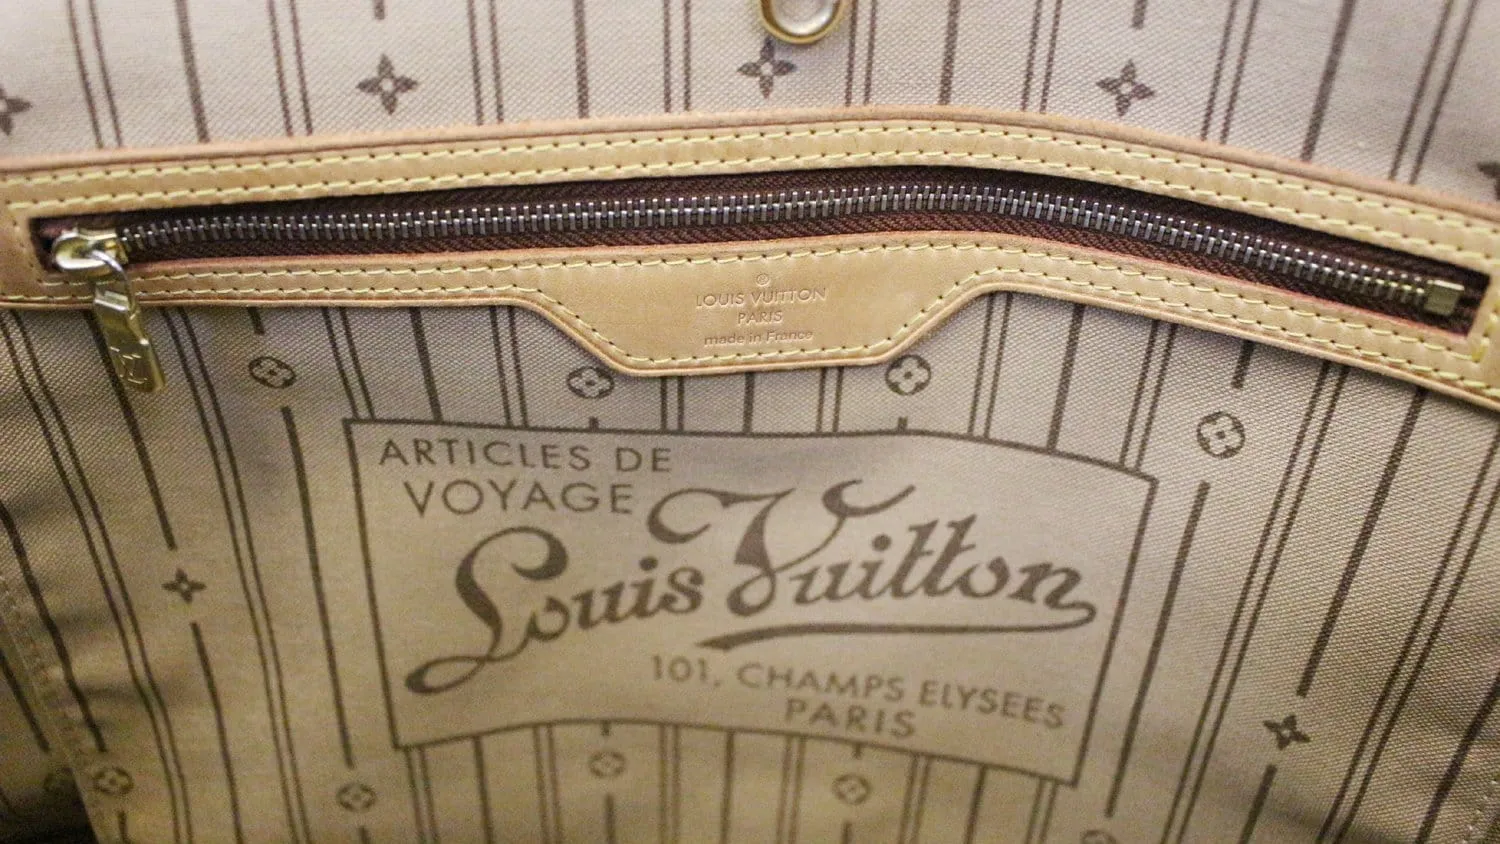 ®
LOUIS VUITTON
PARIS
made in France
ARTICLES DE
VOYAGE
Louis Vuitton
101, CHAMPS ELYSEES
PARIS